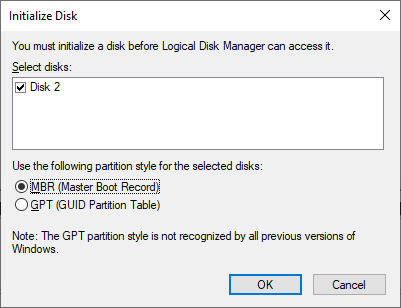 Initialize Disk
You must initialize a disk before Logical Disk Manager can access it.
Select disks:
Disk 2
Use the following partition style for the selected disks:
MBR (Master Boot Record)
GPT (GUID Partition Table)
Note: The GPT partition style is not recognized by all previous versions of
Windows.
OK
Cancel